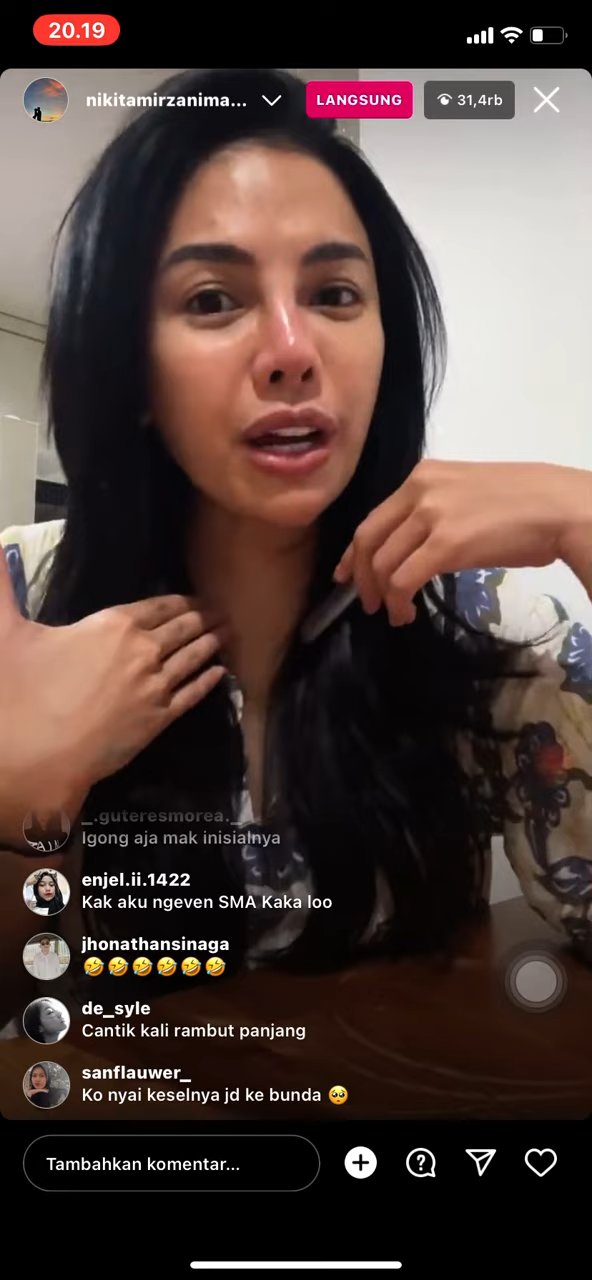 20.19
nikitamirzanima...
LANGSUNG
31,4rb
_.guteresmorea._
Igong aja mak inisialnya
enjel.ii.1422
Kak aku ngeven SMA Kaka loo
jhonathansinaga
🤣🤣🤣🤣🤣🤣
de_syle
Cantik kali rambut panjang
sanflauwer_
Ko nyai keselnya jd ke bunda 🥺
Tambahkan komentar...